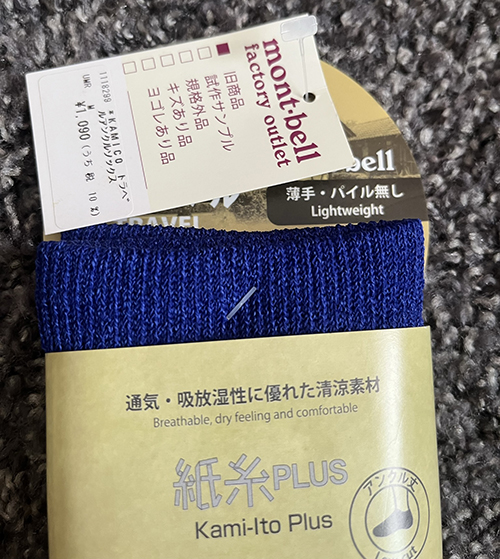 mont-bell
factory outlet
旧商品
試作サンプル
規格外品
キズあり品
ヨゴレあり品
1118299 *KAMICO トラベ
ルアンクルソックス
UMR M
¥1,090(うち税 10%)
bell
ル
TRAVEL
薄手・パイル無し
Lightweight
通気・吸放湿性に優れた清涼素材
Breathable, dry feeling and comfortable
紙糸PLUS
Kami-Ito Plus
アンクル丈